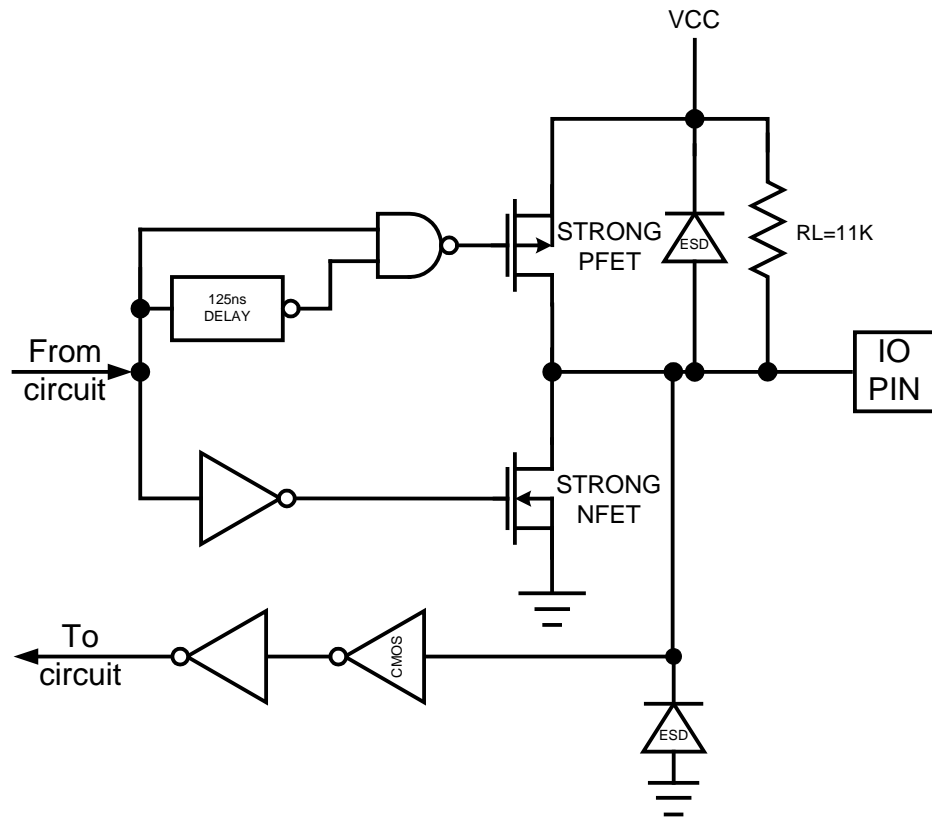 VCC
STRONG
PFET
ESD
RL=11K
125ns
DELAY
From
circuit
IO
PIN
STRONG
NFET
To
circuit
CMOS
ESD